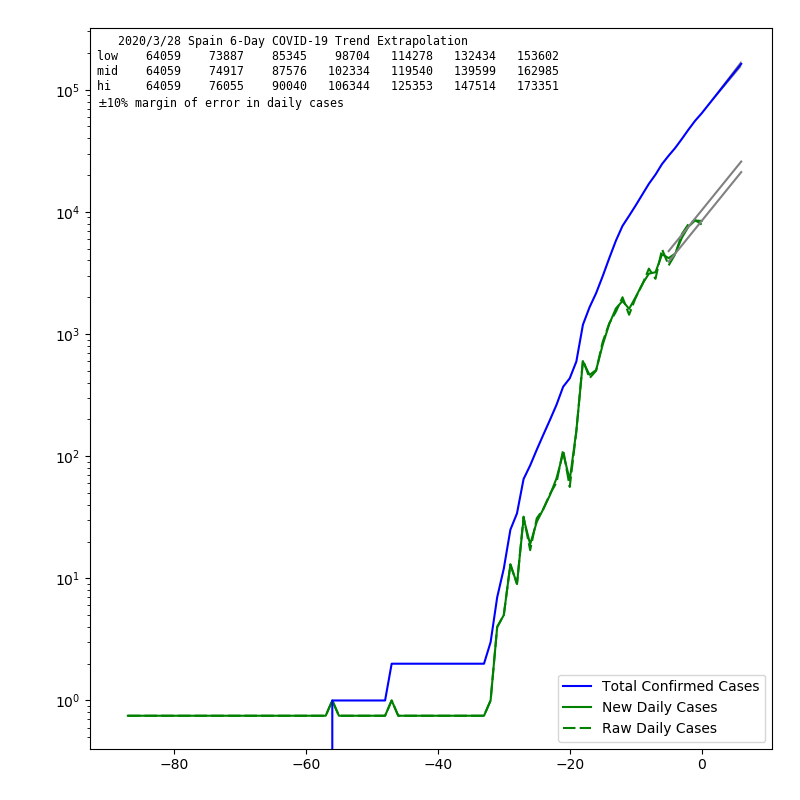 2020/3/28 Spain 6-Day COVID-19 Trend Extrapolation
low 64059 73887 85345 98704 114278 132434 153602
mid 64059 74917 87576 102334 119540 139599 162985
hi 64059 76055 90040 106344 125353 147514 173351
±10% margin of error in daily cases
10⁵
10⁴
10³
10²
10¹
10⁰
−80 −60 −40 −20 0
Total Confirmed Cases
New Daily Cases
Raw Daily Cases